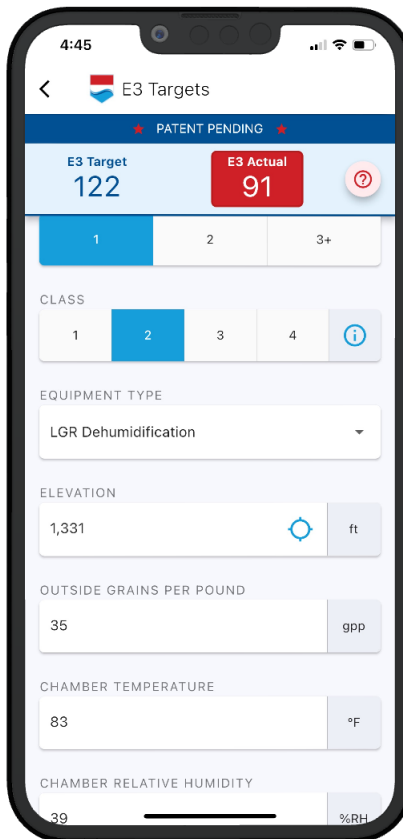 4:45
E3 Targets
PATENT PENDING
E3 Target E3 Actual
122 91
1 2 3+
CLASS
1 2 3 4
EQUIPMENT TYPE
LGR Dehumidification
ELEVATION
1,331 ft
OUTSIDE GRAINS PER POUND
35 gpp
CHAMBER TEMPERATURE
83 °F
CHAMBER RELATIVE HUMIDITY
39 %RH